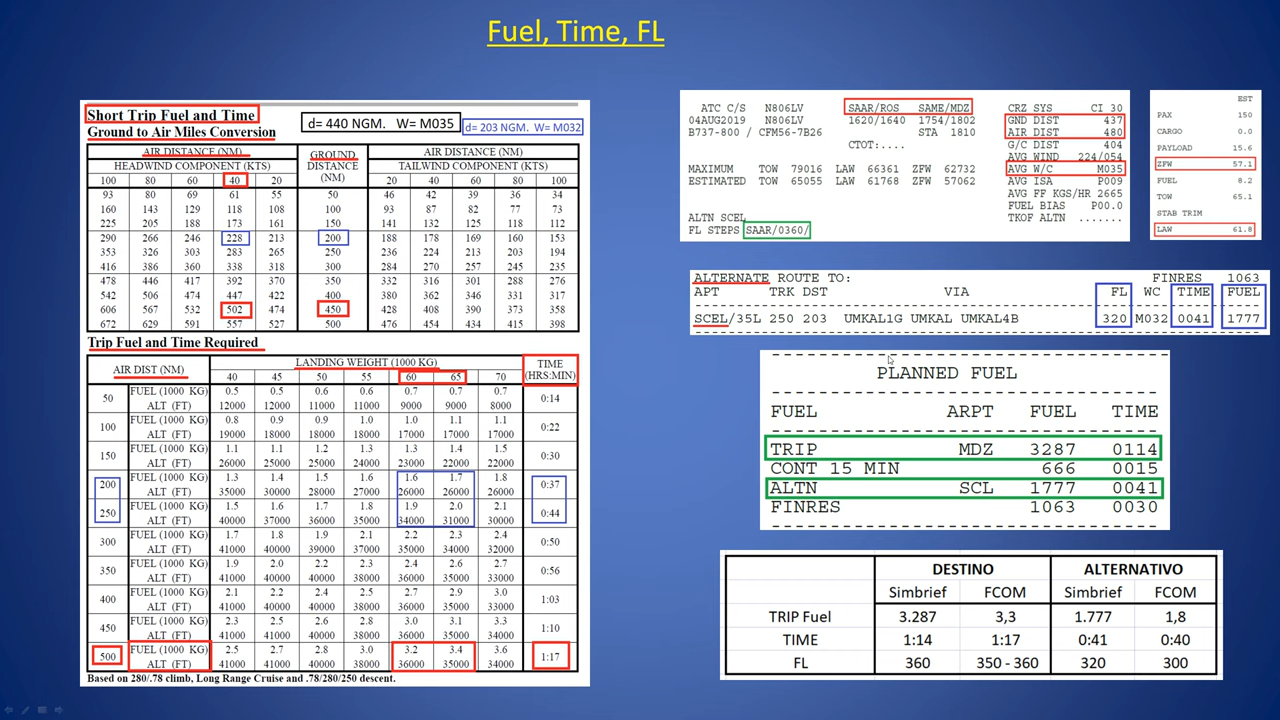 Fuel, Time, FL
Short Trip Fuel and Time
Ground to Air Miles Conversion
d= 440 NGM. W= M035
d= 203 NGM. W= M032
AIR DISTANCE (NM) GROUND DISTANCE (NM) AIR DISTANCE (NM)
HEADWIND COMPONENT (KTS) TAILWIND COMPONENT (KTS)
100 80 60 40 20 20 40 60 80 100
93 80 69 61 55 50 46 42 39 36 34
160 143 129 118 108 100 93 87 82 77 73
225 205 188 173 161 150 141 132 125 118 112
290 266 246 228 213 200 188 178 169 160 153
353 326 303 283 265 250 236 224 213 203 194
416 386 360 338 318 300 284 270 257 245 235
478 446 417 392 370 350 332 316 301 288 276
542 506 474 447 422 400 380 362 346 331 317
606 567 532 502 474 450 428 408 390 373 358
672 629 591 557 527 500 476 454 434 415 398
Trip Fuel and Time Required
AIR DIST (NM) LANDING WEIGHT (1000 KG) TIME (HRS:MIN)
40 45 50 55 60 65 70
50 FUEL (1000 KG) 0.5 0.5 0.6 0.6 0.7 0.7 0.7 0:14
ALT (FT) 12000 12000 11000 11000 9000 9000 8000
100 FUEL (1000 KG) 0.8 0.9 0.9 1.0 1.0 1.1 1.1 0:22
ALT (FT) 19000 18000 18000 18000 17000 17000 17000
150 FUEL (1000 KG) 1.1 1.1 1.2 1.3 1.3 1.4 1.5 0:30
ALT (FT) 26000 25000 25000 24000 23000 22000 22000
200 FUEL (1000 KG) 1.3 1.4 1.5 1.6 1.6 1.7 1.8 0:37
ALT (FT) 35000 30000 28000 27000 26000 26000 26000
250 FUEL (1000 KG) 1.5 1.6 1.7 1.8 1.9 2.0 2.1 0:44
ALT (FT) 40000 37000 36000 35000 34000 31000 30000
300 FUEL (1000 KG) 1.7 1.8 1.9 2.1 2.2 2.3 2.4 0:50
ALT (FT) 41000 40000 39000 37000 35000 34000 32000
350 FUEL (1000 KG) 1.9 2.0 2.2 2.3 2.4 2.6 2.7 0:56
ALT (FT) 41000 41000 40000 38000 36000 35000 33000
400 FUEL (1000 KG) 2.1 2.2 2.4 2.5 2.7 2.9 3.0 1:03
ALT (FT) 41000 41000 40000 38000 36000 35000 33000
450 FUEL (1000 KG) 2.3 2.5 2.6 2.8 3.0 3.1 3.3 1:10
ALT (FT) 41000 41000 40000 38000 36000 35000 34000
500 FUEL (1000 KG) 2.5 2.7 2.8 3.0 3.2 3.4 3.6 1:17
ALT (FT) 41000 41000 41000 38000 36000 35000 34000
Based on 280/.78 climb, Long Range Cruise and .78/280/250 descent.
ATC C/S N806LV SAAR/ROS SAME/MDZ CRZ SYS CI 30
04AUG2019 N806LV 1620/1640 1754/1802 GND DIST 437
B737-800 / CFM56-7B26 STA 1810 AIR DIST 480
CTOT:.... G/C DIST 404
AVG WIND 224/054
MAXIMUM TOW 79016 LAW 66361 ZFW 62732 AVG W/C M035
ESTIMATED TOW 65055 LAW 61768 ZFW 57062 AVG ISA P009
AVG FF KGS/HR 2665
FUEL BIAS P00.0
ALTN SCEL TKOF ALTN .......
FL STEPS SAAR/0360/
EST
PAX 150
CARGO 0.0
PAYLOAD 15.6
ZFW 57.1
FUEL 8.2
TOW 65.1
STAB TRIM
LAW 61.8
ALTERNATE ROUTE TO: FINRES 1063
APT TRK DST VIA FL WC TIME FUEL
SCEL/35L 250 203 UMKAL1G UMKAL UMKAL4B 320 M032 0041 1777
PLANNED FUEL
FUEL ARPT FUEL TIME
TRIP MDZ 3287 0114
CONT 15 MIN 666 0015
ALTN SCL 1777 0041
FINRES 1063 0030
DESTINO ALTERNATIVO
Simbrief FCOM Simbrief FCOM
TRIP Fuel 3.287 3,3 1.777 1,8
TIME 1:14 1:17 0:41 0:40
FL 360 350 - 360 320 300